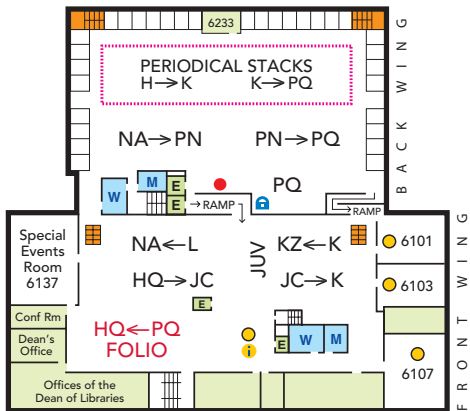 6233
PERIODICAL STACKS
H→K K→PQ
NA→PN PN→PQ
PQ
W M E
E
→RAMP
→RAMP
BACK WING
Special
Events
Room
6137
NA←L KZ←K
HQ→JC JC→K
JUV
6101
6103
E
Conf Rm
Dean's
Office
HQ←PQ
FOLIO
i
E W M
6107
Offices of the
Dean of Libraries
FRONT WING